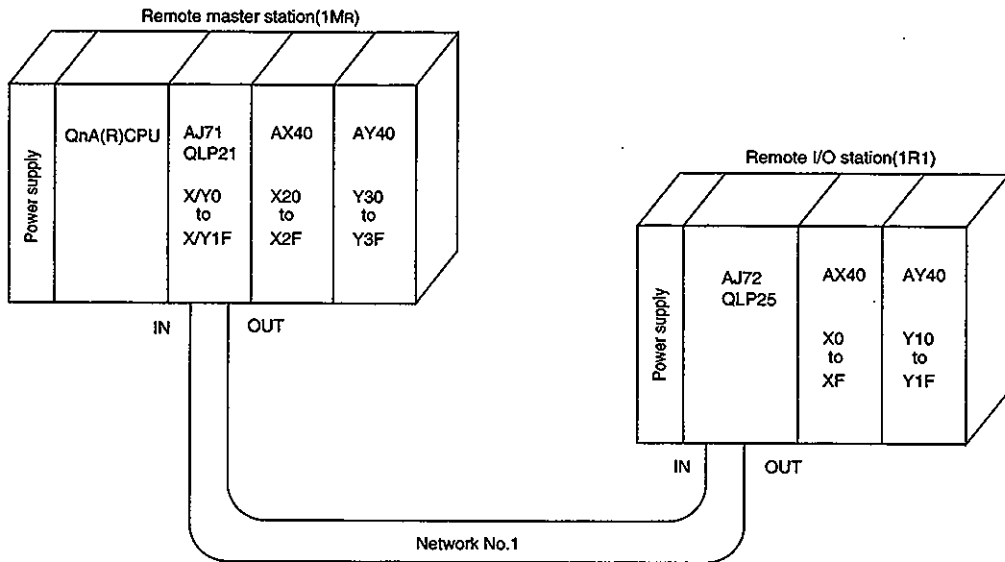 Remote master station(1MR)
Power supply
QnA(R)CPU
AJ71
QLP21
X/Y0
to
X/Y1F
AX40
X20
to
X2F
AY40
Y30
to
Y3F
IN
OUT
Remote I/O station(1R1)
Power supply
AJ72
QLP25
AX40
X0
to
XF
AY40
Y10
to
Y1F
IN
OUT
Network No.1